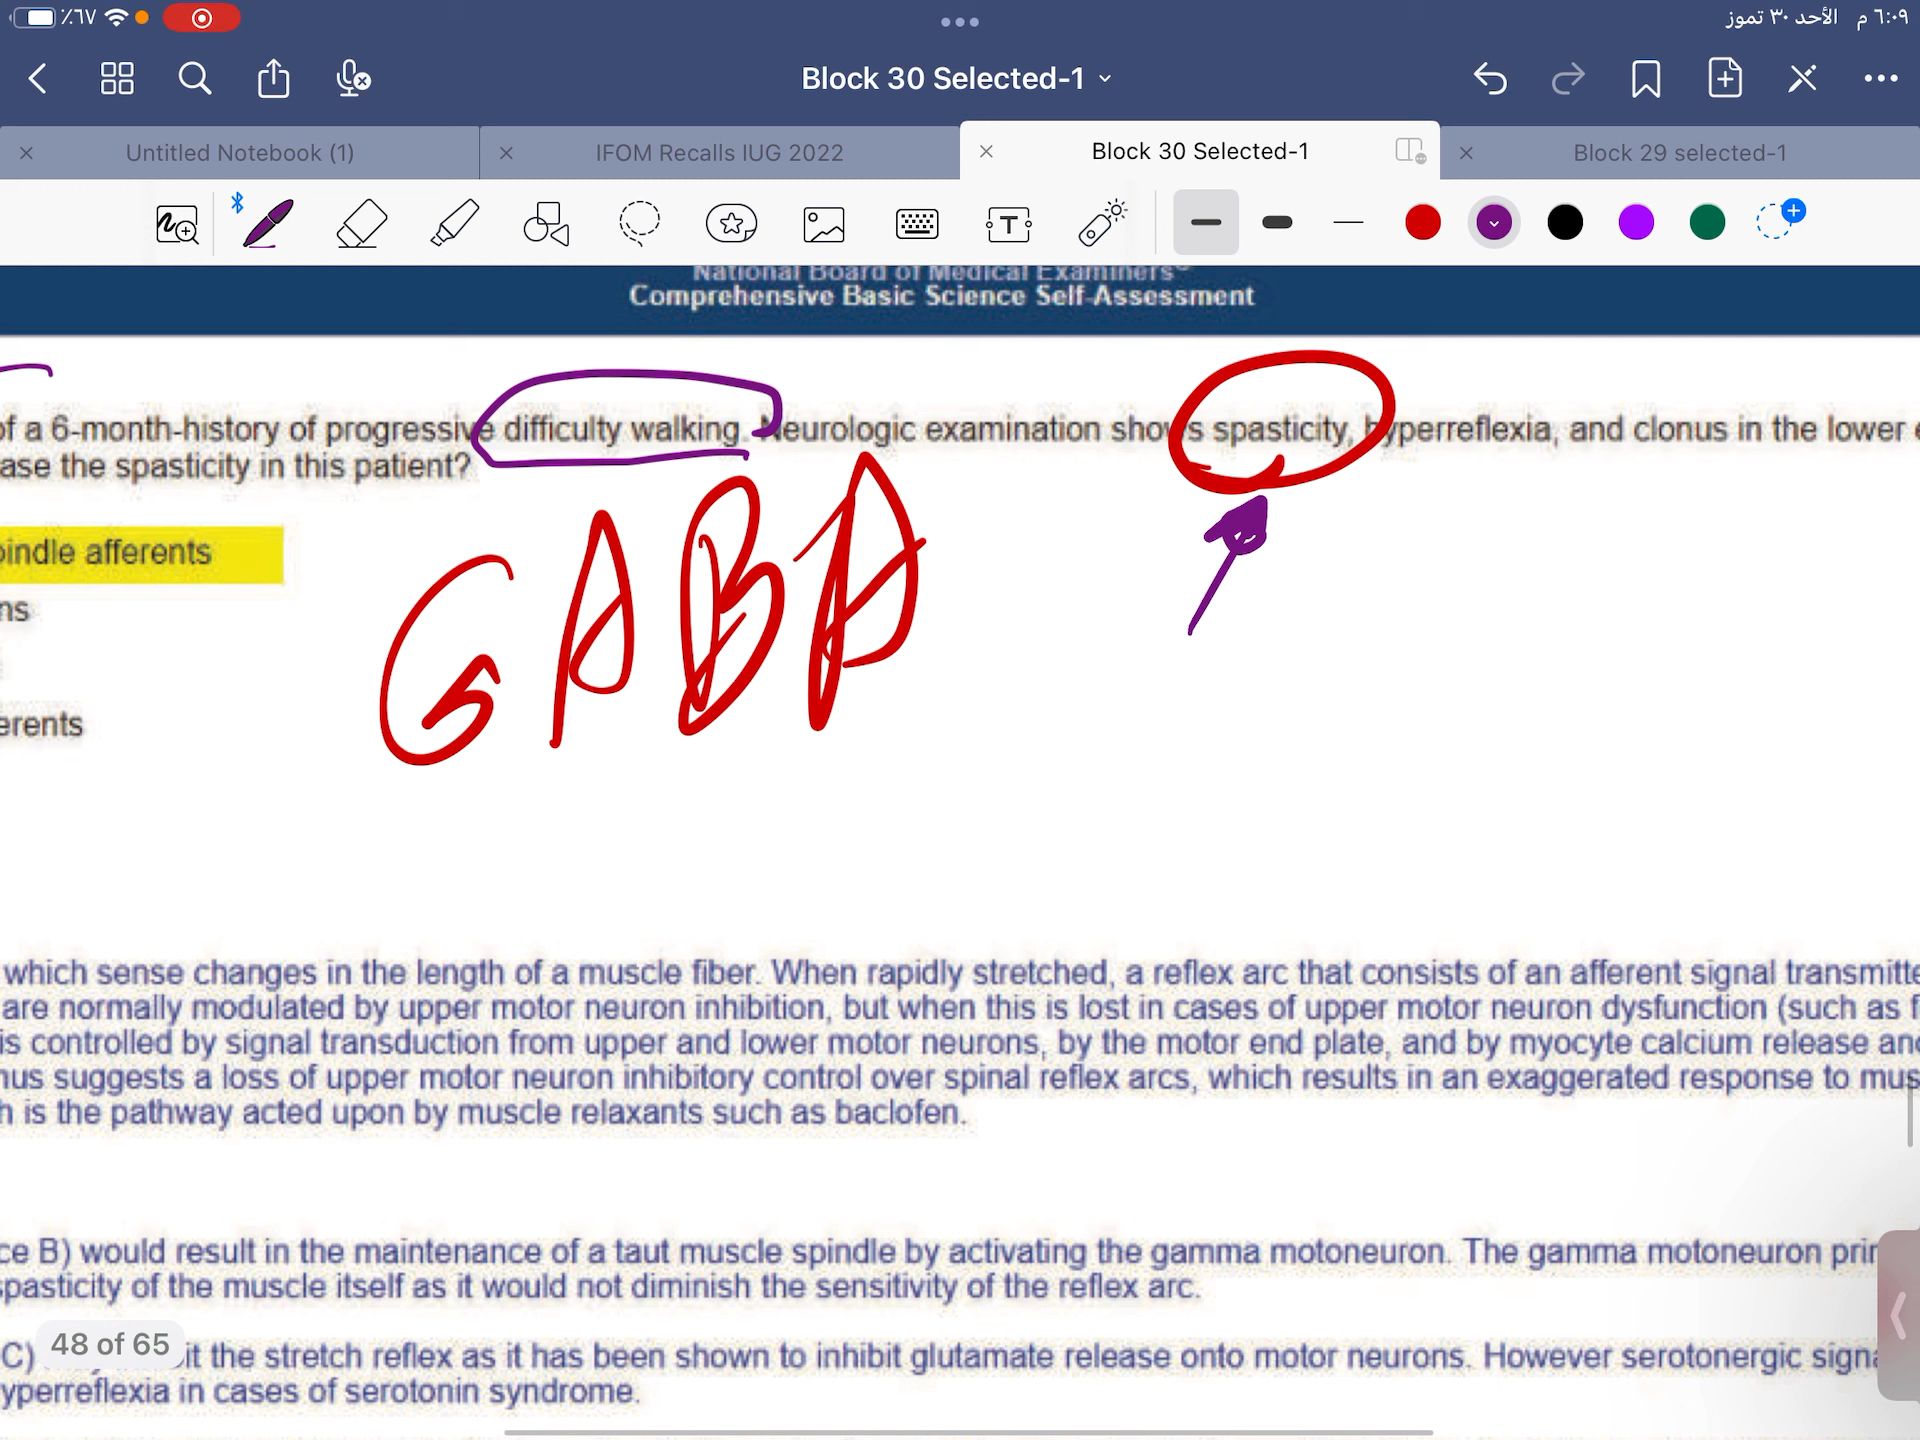 ٪٦٧
الأحد ٣٠ تموز ٦:٠٩ م
Block 30 Selected-1
Untitled Notebook (1)
IFOM Recalls IUG 2022
Block 30 Selected-1
Block 29 selected-1
T
National Board of Medical Examiners®
Comprehensive Basic Science Self-Assessment
of a 6-month-history of progressive difficulty walking. Neurologic examination shows spasticity, hyperreflexia, and clonus in the lower
ase the spasticity in this patient?
pindle afferents
ns
erents
GABA
which sense changes in the length of a muscle fiber. When rapidly stretched, a reflex arc that consists of an afferent signal transmitte
are normally modulated by upper motor neuron inhibition, but when this is lost in cases of upper motor neuron dysfunction (such as f
is controlled by signal transduction from upper and lower motor neurons, by the motor end plate, and by myocyte calcium release and
nus suggests a loss of upper motor neuron inhibitory control over spinal reflex arcs, which results in an exaggerated response to mus
h is the pathway acted upon by muscle relaxants such as baclofen.
ce B) would result in the maintenance of a taut muscle spindle by activating the gamma motoneuron. The gamma motoneuron prin
spasticity of the muscle itself as it would not diminish the sensitivity of the reflex arc.
48 of 65
C) it the stretch reflex as it has been shown to inhibit glutamate release onto motor neurons. However serotonergic signa
yperreflexia in cases of serotonin syndrome.